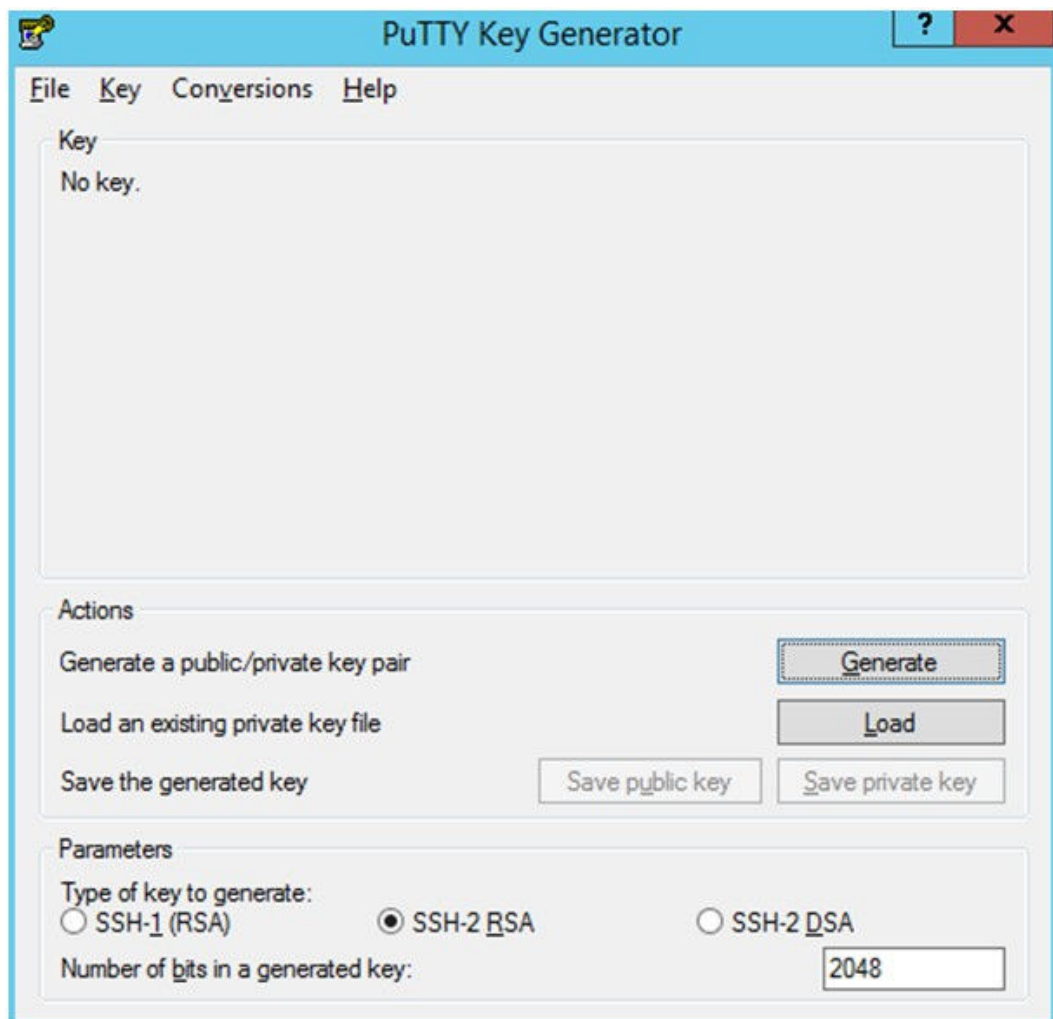 PuTTY Key Generator
? X
File Key Conversions Help
Key
No key.
Actions
Generate a public/private key pair Generate
Load an existing private key file Load
Save the generated key Save public key Save private key
Parameters
Type of key to generate:
SSH-1 (RSA) SSH-2 RSA SSH-2 DSA
Number of bits in a generated key: 2048